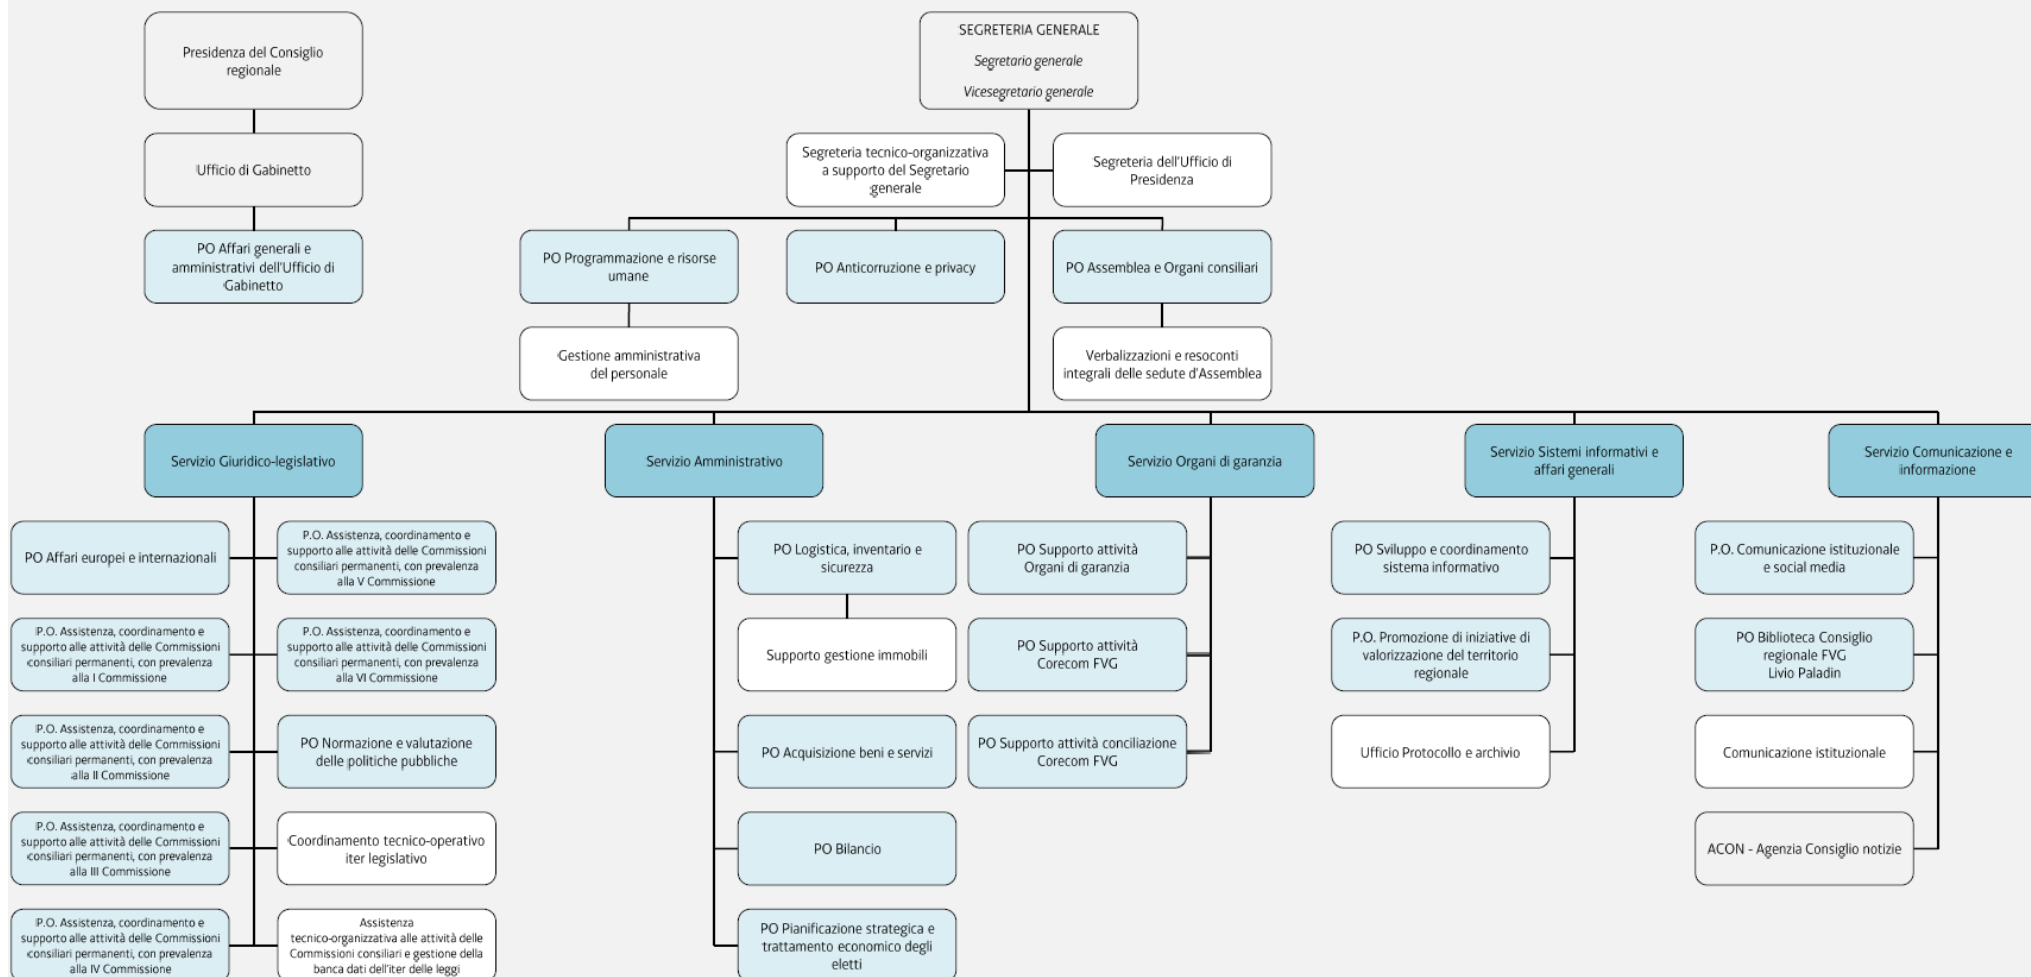 Presidenza del Consiglio
regionale
Ufficio di Gabinetto
PO Affari generali e
amministrativi dell'Ufficio di
Gabinetto
SEGRETERIA GENERALE
Segretario generale
Vicesegretario generale
Segreteria tecnico-organizzativa
a supporto del Segretario
generale
Segreteria dell'Ufficio di
Presidenza
PO Programmazione e risorse
umane
PO Anticorruzione e privacy
PO Assemblea e Organi consiliari
Gestione amministrativa
del personale
Verbalizzazioni e resoconti
integrali delle sedute d'Assemblea
Servizio Giuridico-legislativo
PO Affari europei e internazionali
P.O. Assistenza, coordinamento e
supporto alle attività delle Commissioni
consiliari permanenti, con prevalenza
alla V Commissione
P.O. Assistenza, coordinamento e
supporto alle attività delle Commissioni
consiliari permanenti, con prevalenza
alla I Commissione
P.O. Assistenza, coordinamento e
supporto alle attività delle Commissioni
consiliari permanenti, con prevalenza
alla VI Commissione
P.O. Assistenza, coordinamento e
supporto alle attività delle Commissioni
consiliari permanenti, con prevalenza
alla II Commissione
PO Normazione e valutazione
delle politiche pubbliche
P.O. Assistenza, coordinamento e
supporto alle attività delle Commissioni
consiliari permanenti, con prevalenza
alla III Commissione
Coordinamento tecnico-operativo
iter legislativo
P.O. Assistenza, coordinamento e
supporto alle attività delle Commissioni
consiliari permanenti, con prevalenza
alla IV Commissione
Assistenza
tecnico-organizzativa alle attività delle
Commissioni consiliari e gestione della
banca dati dell'iter delle leggi
Servizio Amministrativo
PO Logistica, inventario e
sicurezza
Supporto gestione immobili
PO Acquisizione beni e servizi
PO Bilancio
PO Pianificazione strategica e
trattamento economico degli
eletti
Servizio Organi di garanzia
PO Supporto attività
Organi di garanzia
PO Supporto attività
Corecom FVG
PO Supporto attività conciliazione
Corecom FVG
Servizio Sistemi informativi e
affari generali
PO Sviluppo e coordinamento
sistema informativo
P.O. Promozione di iniziative di
valorizzazione del territorio
regionale
Ufficio Protocollo e archivio
Servizio Comunicazione e
informazione
P.O. Comunicazione istituzionale
e social media
PO Biblioteca Consiglio
regionale FVG
Livio Paladin
Comunicazione istituzionale
ACON - Agenzia Consiglio notizie